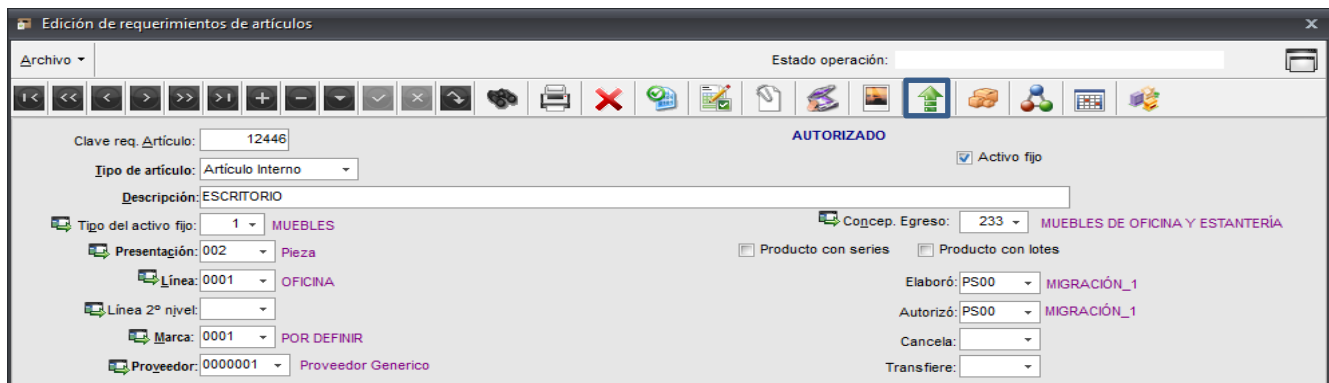 Edición de requerimientos de artículos
Archivo
Estado operación:
Clave req. Artículo: 12446
AUTORIZADO
Activo fijo
Tipo de artículo: Artículo Interno
Descripción: ESCRITORIO
Tipo del activo fijo: 1 MUEBLES
Concep. Egreso: 233 MUEBLES DE OFICINA Y ESTANTERÍA
Presentación: 002 Pieza
Producto con series Producto con lotes
Línea: 0001 OFICINA
Elaboró: PS00 MIGRACIÓN_1
Línea 2º nivel:
Autorizó: PS00 MIGRACIÓN_1
Marca: 0001 POR DEFINIR
Cancela:
Proveedor: 0000001 Proveedor Generico
Transfiere: